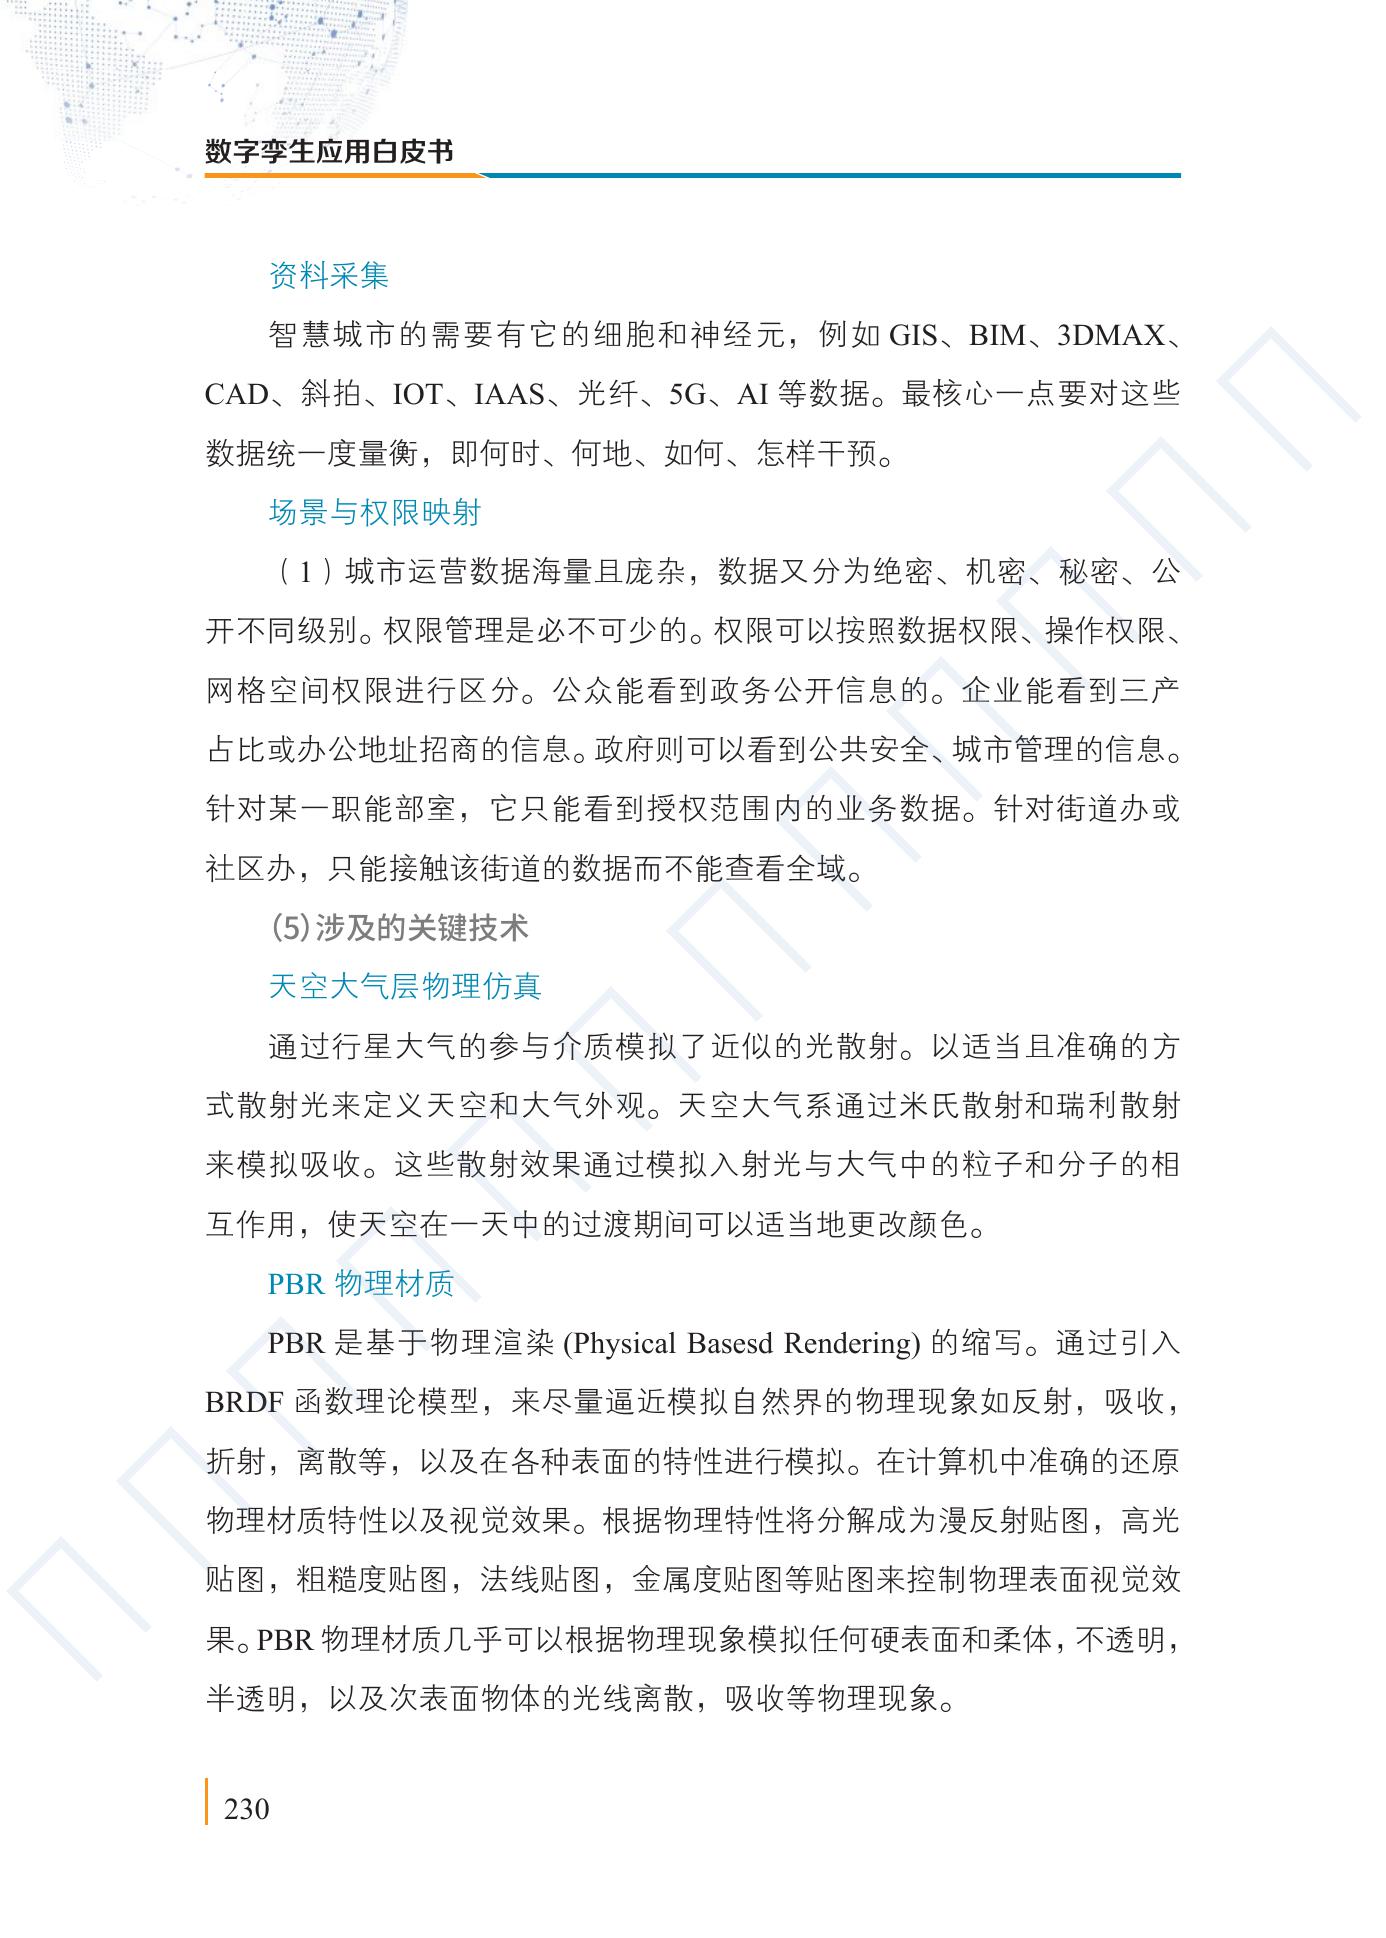 数字孪生应用白皮书
资料采集
智慧城市的需要有它的细胞和神经元，例如 GIS、BIM、3DMAX、
CAD、斜拍、IOT、IAAS、光纤、5G、AI 等数据。最核心一点要对这些
数据统一度量衡，即何时、何地、如何、怎样干预。
场景与权限映射
（1）城市运营数据海量且庞杂，数据又分为绝密、机密、秘密、公
开不同级别。权限管理是必不可少的。权限可以按照数据权限、操作权限、
网格空间权限进行区分。公众能看到政务公开信息的。企业能看到三产
占比或办公地址招商的信息。政府则可以看到公共安全、城市管理的信息。
针对某一职能部室，它只能看到授权范围内的业务数据。针对街道办或
社区办，只能接触该街道的数据而不能查看全域。
(5)涉及的关键技术
天空大气层物理仿真
通过行星大气的参与介质模拟了近似的光散射。以适当且准确的方
式散射光来定义天空和大气外观。天空大气系通过米氏散射和瑞利散射
来模拟吸收。这些散射效果通过模拟入射光与大气中的粒子和分子的相
互作用，使天空在一天中的过渡期间可以适当地更改颜色。
PBR 物理材质
PBR 是基于物理渲染 (Physical Basesd Rendering) 的缩写。通过引入
BRDF 函数理论模型，来尽量逼近模拟自然界的物理现象如反射，吸收，
折射，离散等，以及在各种表面的特性进行模拟。在计算机中准确的还原
物理材质特性以及视觉效果。根据物理特性将分解成为漫反射贴图，高光
贴图，粗糙度贴图，法线贴图，金属度贴图等贴图来控制物理表面视觉效
果。PBR 物理材质几乎可以根据物理现象模拟任何硬表面和柔体，不透明，
半透明，以及次表面物体的光线离散，吸收等物理现象。
230